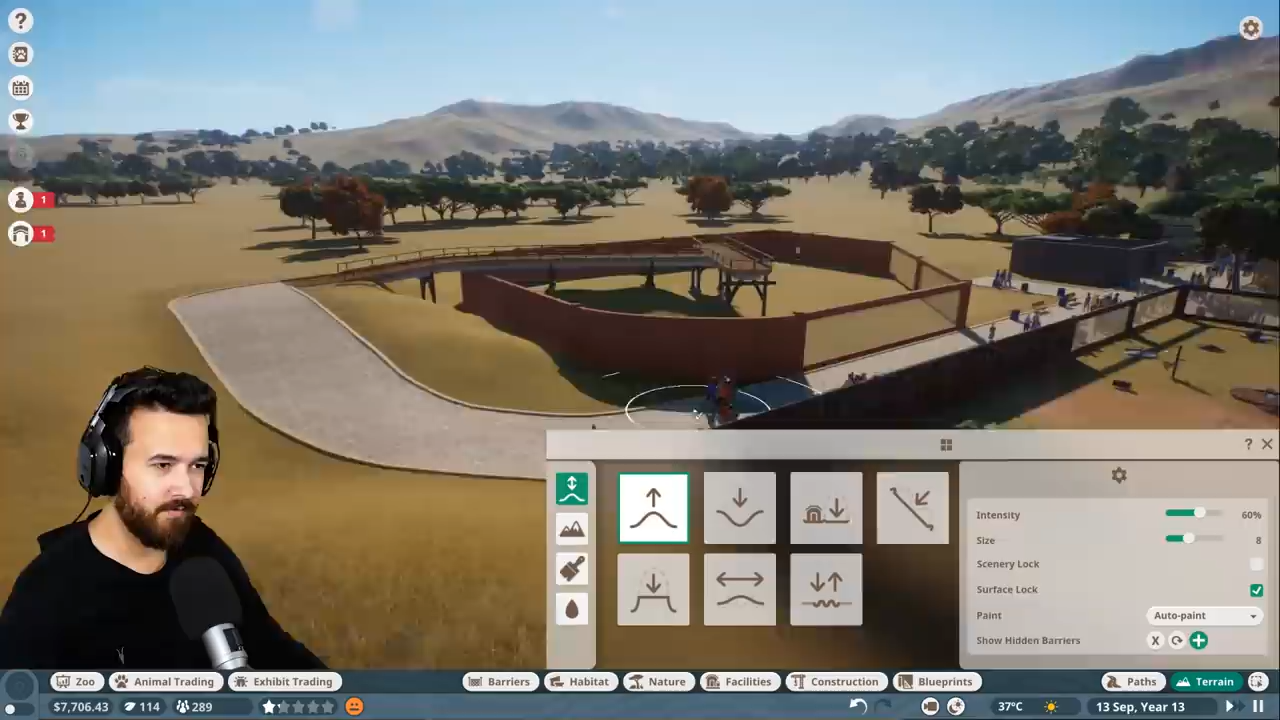 ?
1
1
? X
Intensity 60%
Size 8
Scenery Lock
Surface Lock
Paint Auto-paint
Show Hidden Barriers X
Zoo Animal Trading Exhibit Trading Barriers Habitat Nature Facilities Construction Blueprints Paths Terrain
$7,706.43 114 289 37°C 13 Sep, Year 13